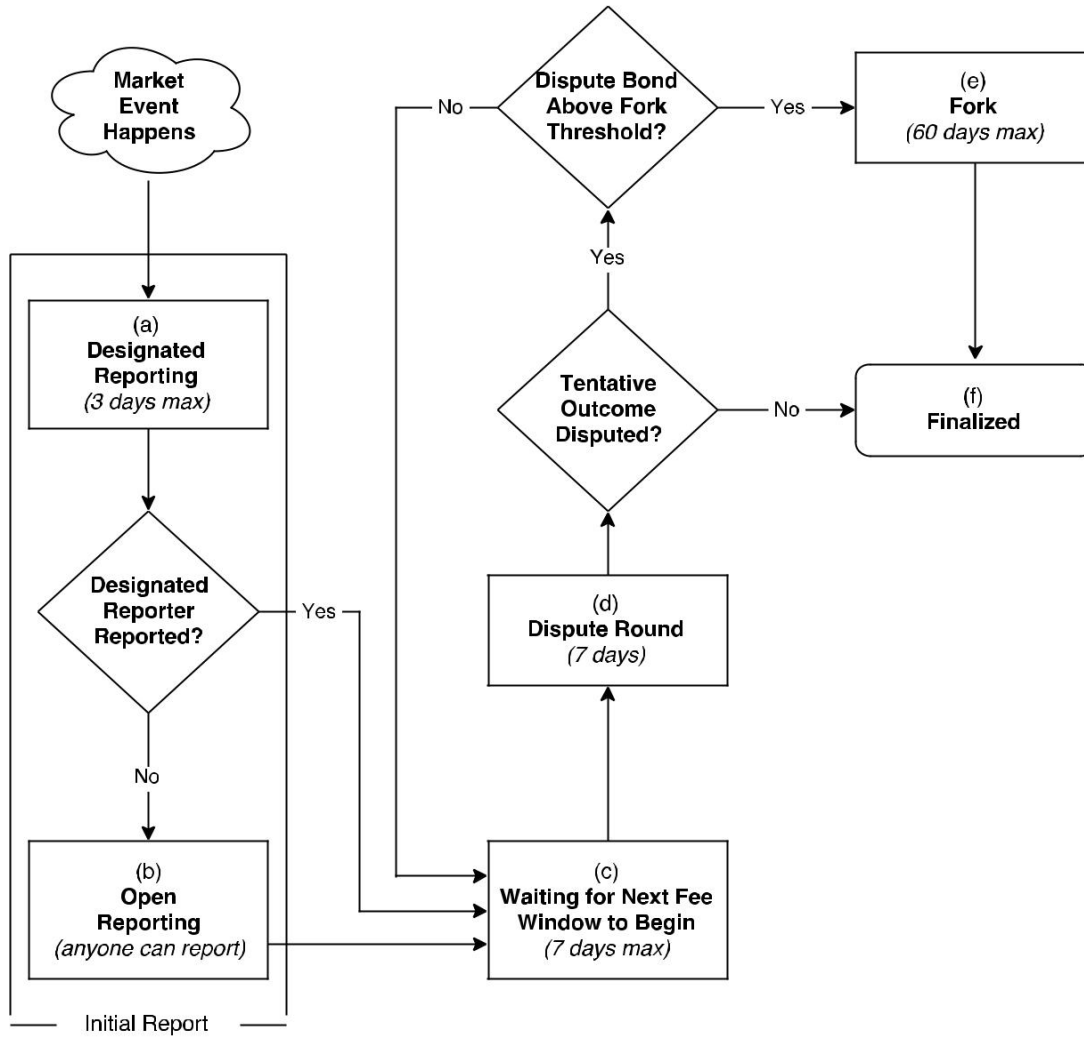 Market
Event
Happens
(a)
Designated
Reporting
(3 days max)
Designated
Reporter
Reported?
Yes
No
(b)
Open
Reporting
(anyone can report)
Initial Report
Dispute Bond
Above Fork
Threshold?
No
Yes
(e)
Fork
(60 days max)
Yes
Tentative
Outcome
Disputed?
No
(f)
Finalized
(d)
Dispute Round
(7 days)
(c)
Waiting for Next Fee
Window to Begin
(7 days max)